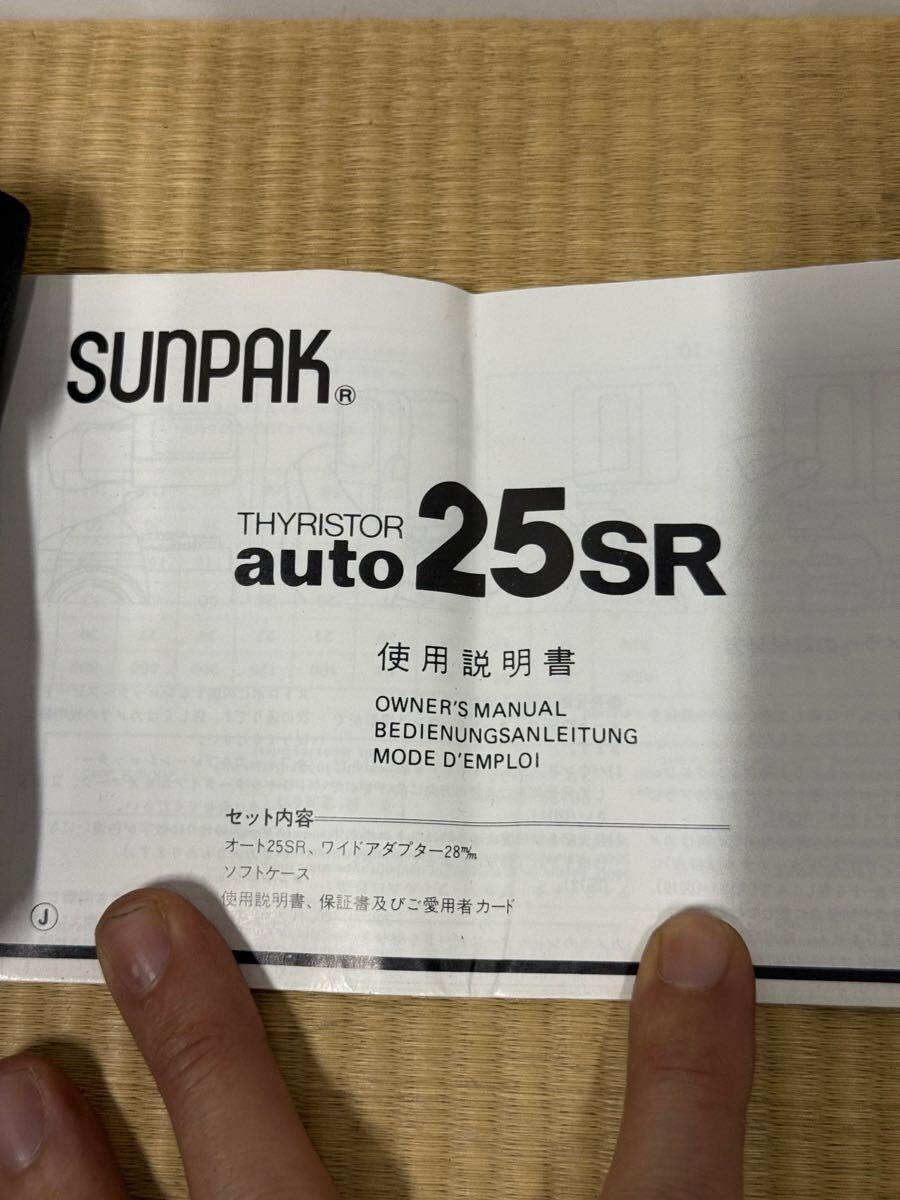 SUNPAK®
THYRISTOR
auto 25SR
使用説明書
OWNER'S MANUAL
BEDIENUNGSANLEITUNG
MODE D'EMPLOI
セット内容
オート25SR、ワイドアダプター28m/m
ソフトケース
使用説明書、保証書及びご愛用者カード
J